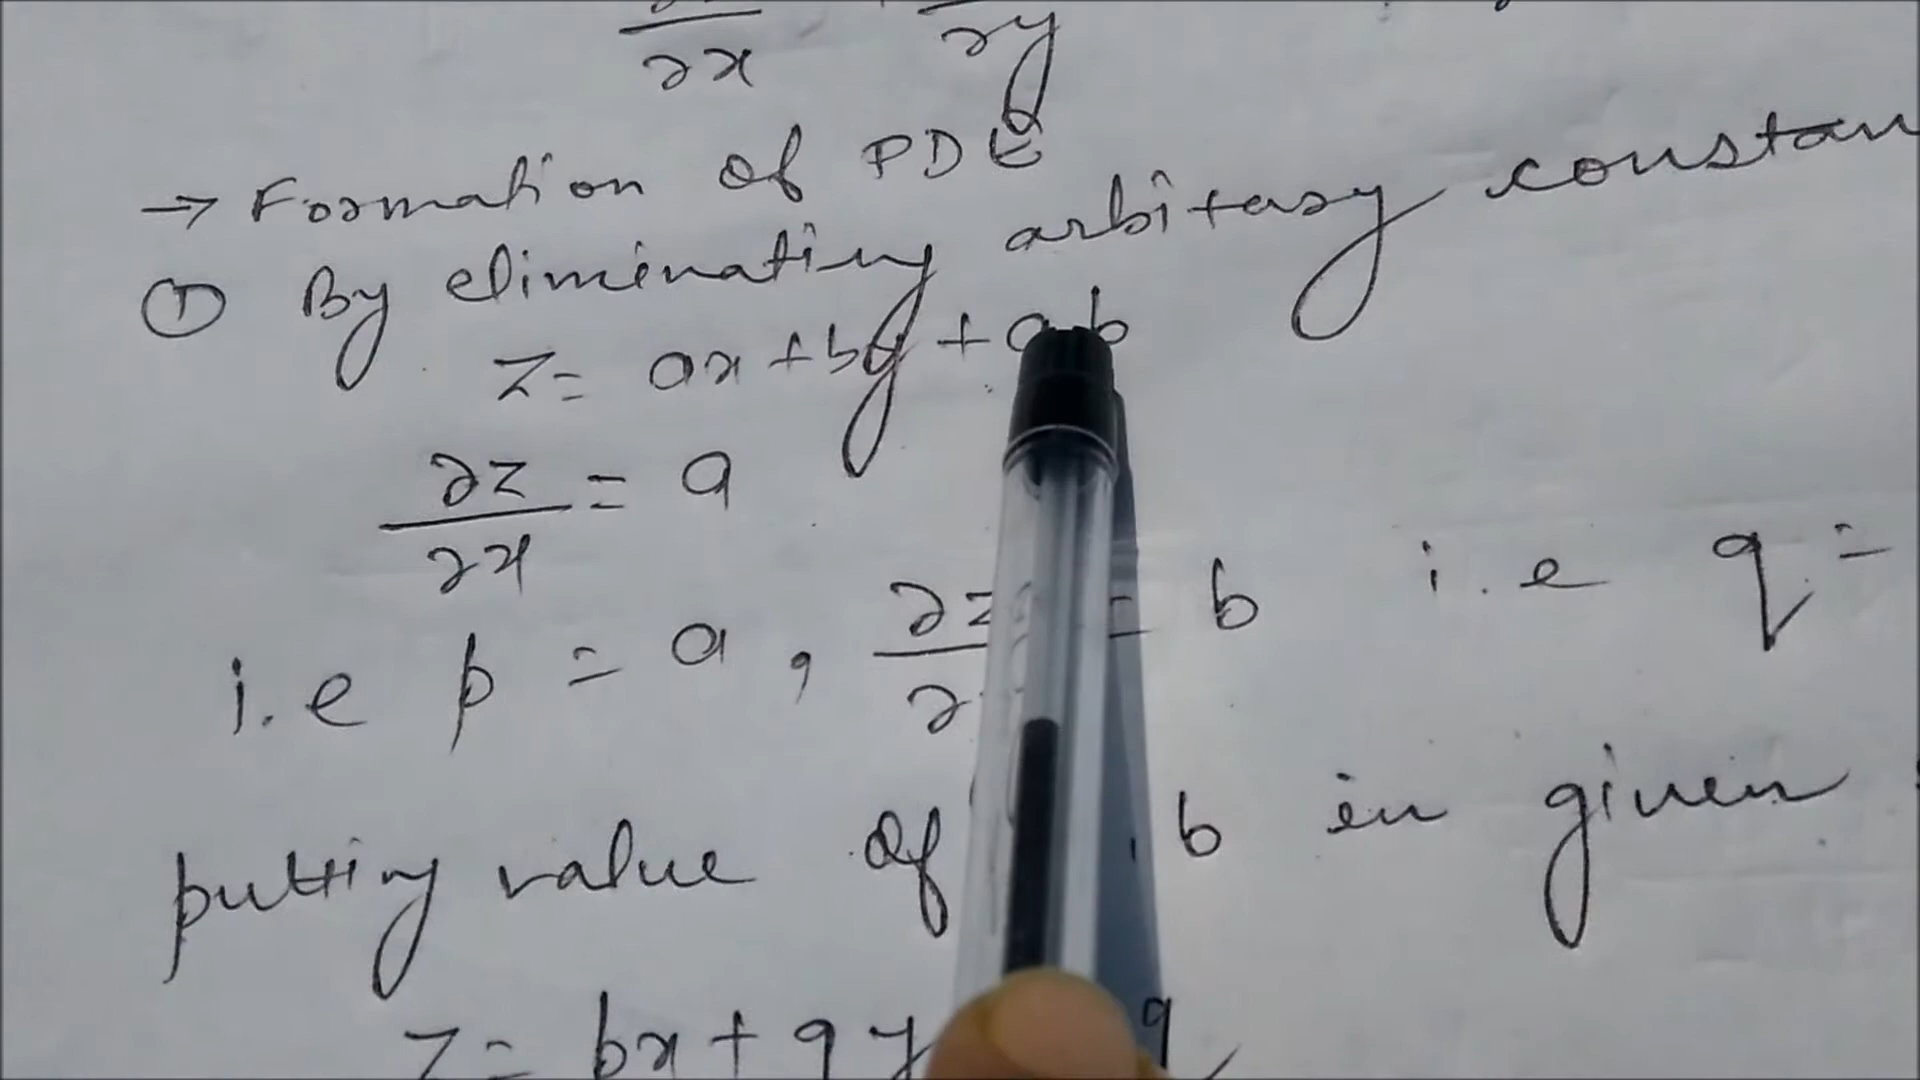 ∂x ∂y
→ Formation of PDE
① By eliminating arbitrary constan
z = ax + by + ab
∂z/∂x = a
i.e p = a, ∂z = b i.e q =
putting value of b in given
z = px + qy q